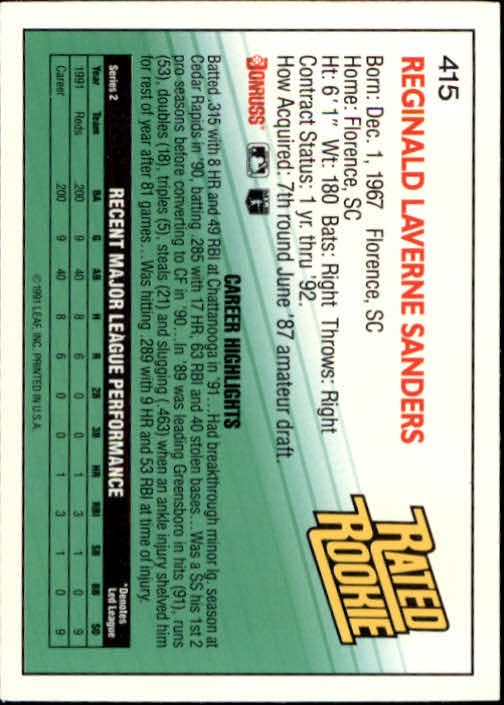 415
REGINALD LAVERNE SANDERS
Born: Dec. 1, 1967 Florence, SC
Home: Florence, SC
Ht: 6'1" Wt: 180 Bats: Right Throws: Right
Contract Status: 1 yr. thru '92.
How Acquired: 7th round June '87 amateur draft.
RATED
ROOKIE
DONRUSS
CAREER HIGHLIGHTS
Batted .315 with 8 HR and 49 RBI at Chattanooga in '91... Had breakthrough minor lg. season at
Cedar Rapids in '90, batting .285 with 17 HR, 63 RBI and 40 stolen bases... Was a SS his 1st 2
pro seasons before converting to CF in '90... In '89 was leading Greensboro in hits (91), runs
(53), doubles (18), triples (5), steals (21) and slugging (.463) when an ankle injury shelved him
for rest of year after 81 games... Was hitting .289 with 9 HR and 53 RBI at time of injury.
Series 2 RECENT MAJOR LEAGUE PERFORMANCE *Denotes
Led League
Year Team BA G AB H R 2B 3B HR RBI SB BB SO
1991 Reds .200 9 40 8 6 0 0 1 3 1 0 9
Career .200 9 40 8 6 0 0 1 3 1 0 9
©1991 LEAF, INC. PRINTED IN U.S.A.